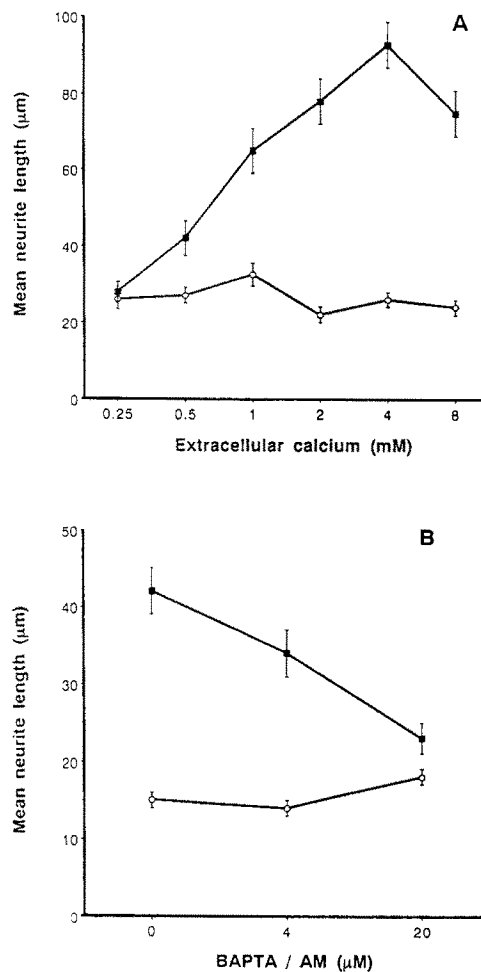 A
100
80
60
40
20
0
Mean neurite length (μm)
0.25 0.5 1 2 4 8
Extracellular calcium (mM)
B
50
40
30
20
10
0
Mean neurite length (μm)
0 4 20
BAPTA / AM (μM)